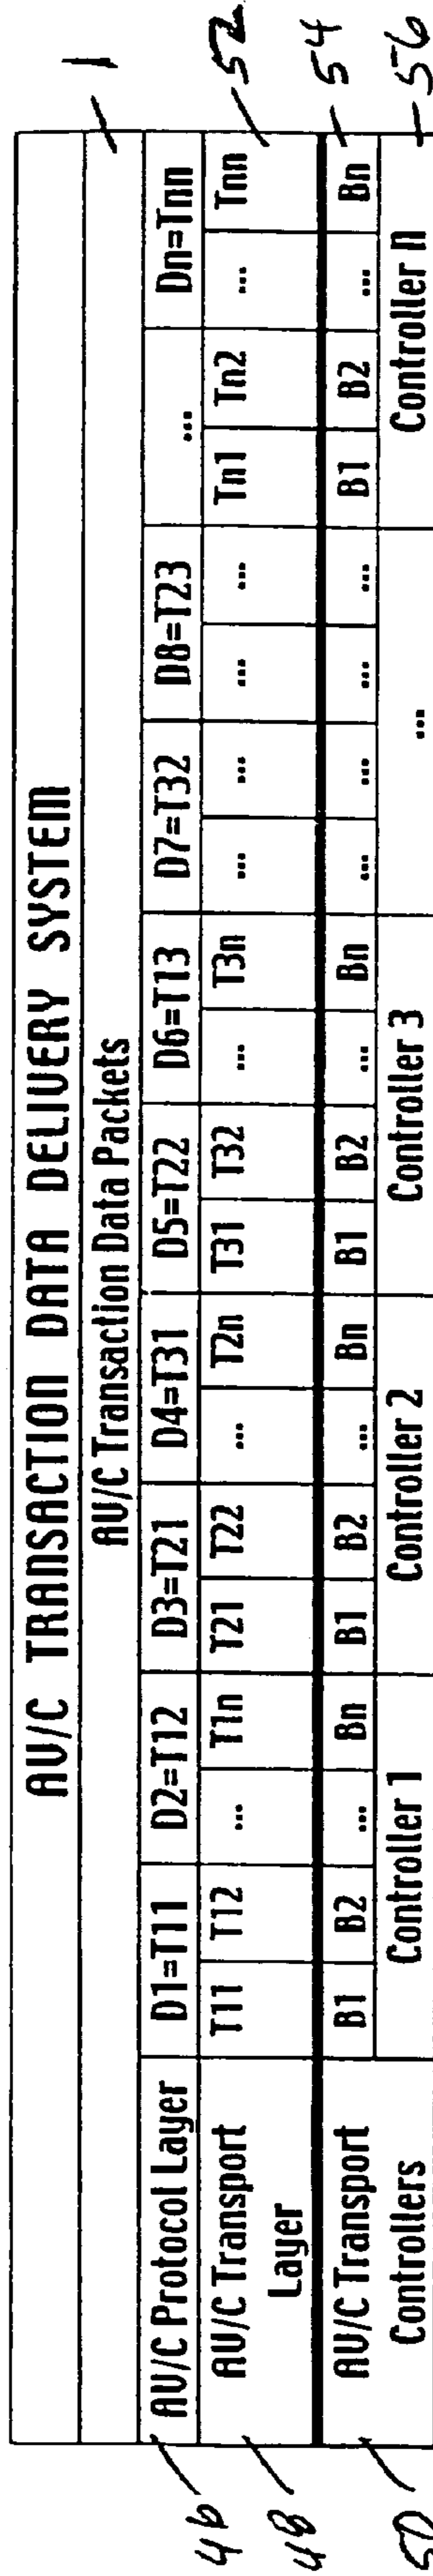 AV/C TRANSACTION DATA DELIVERY SYSTEM
AV/C Transaction Data Packets 1
46 AV/C Protocol Layer D1=T11 D2=T12 D3=T21 D4=T31 D5=T22 D6=T13 D7=T32 D8=T23 ... Dn=Tnn
48 AV/C Transport Layer T11 T12 ... T1n T21 T22 ... T2n T31 T32 ... T3n ... ... ... ... Tn1 Tn2 ... Tnn 52
50 AV/C Transport B1 B2 ... Bn B1 B2 ... Bn B1 B2 ... Bn ... ... ... ... B1 B2 ... Bn 54
Controllers Controller 1 Controller 2 Controller 3 ... Controller n 56